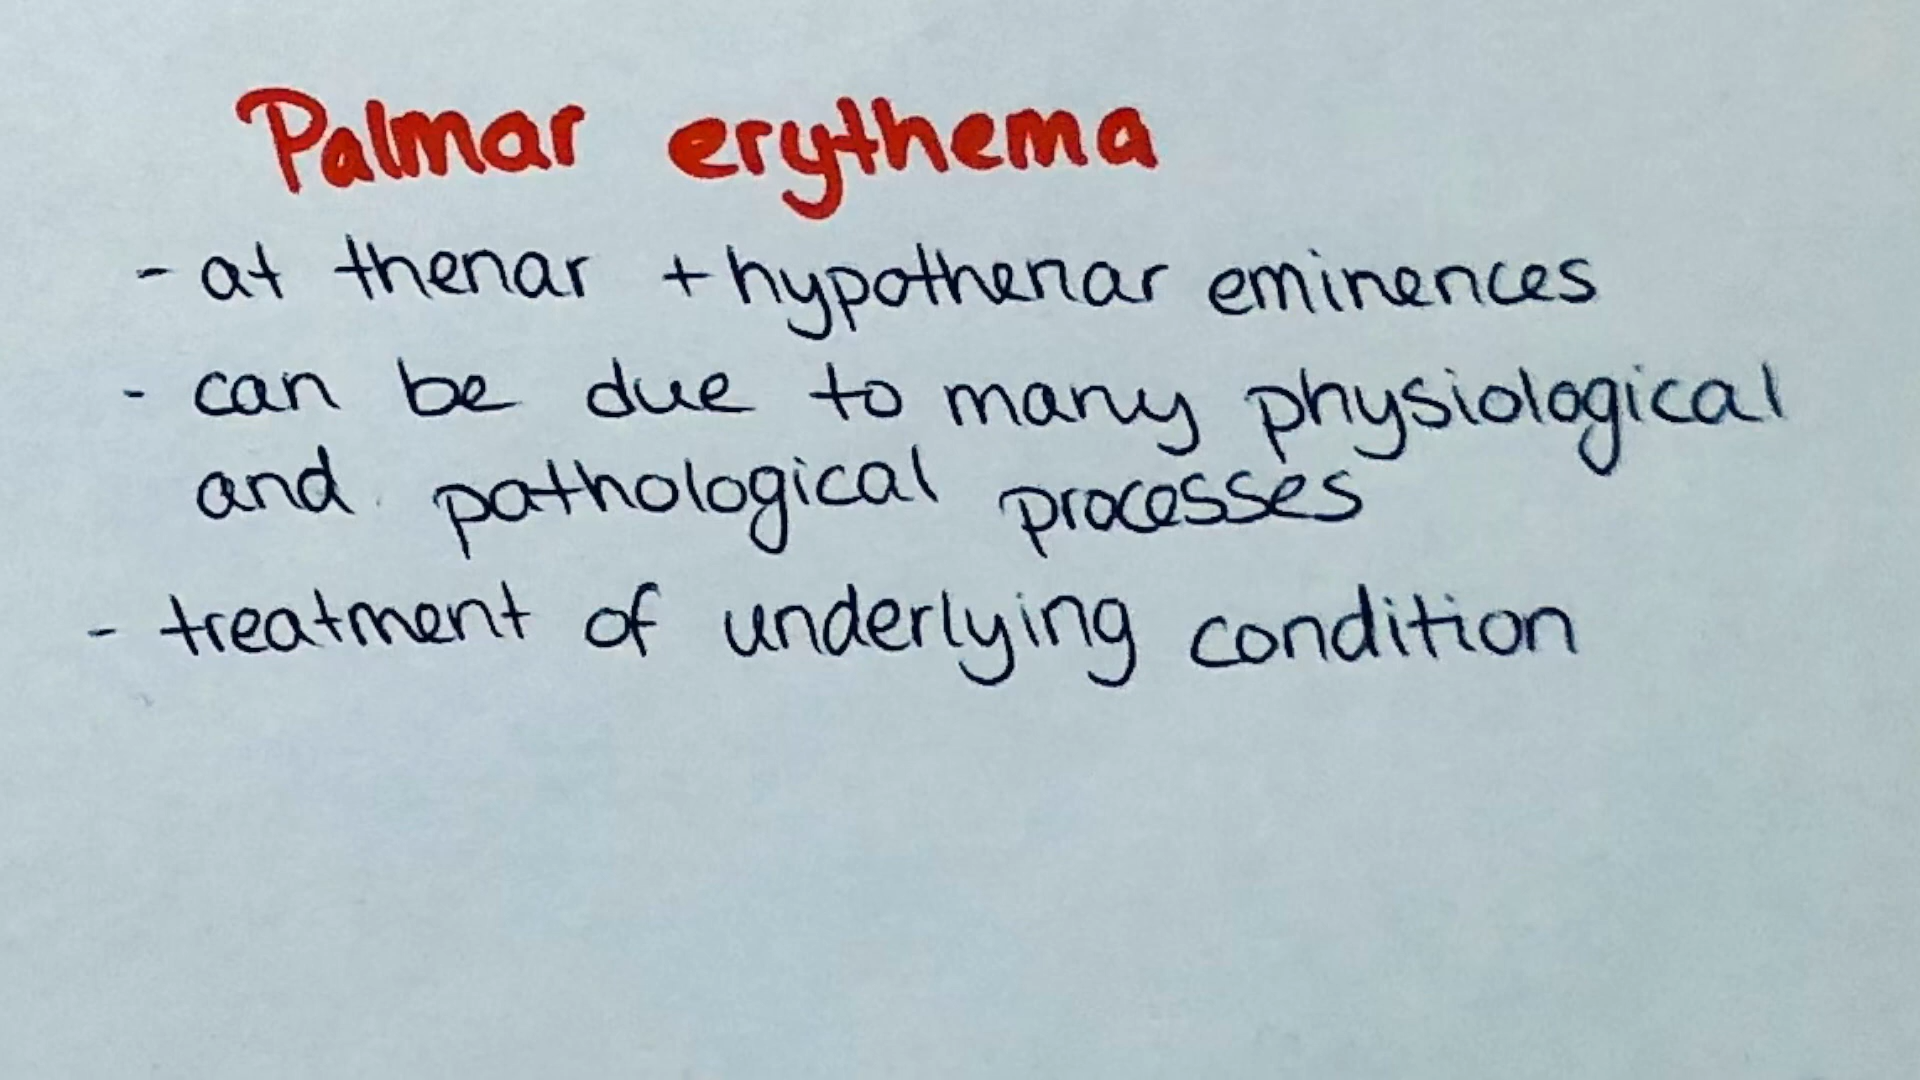 Palmar erythema
- at thenar + hypothenar eminences
- can be due to many physiological
and pathological processes
- treatment of underlying condition